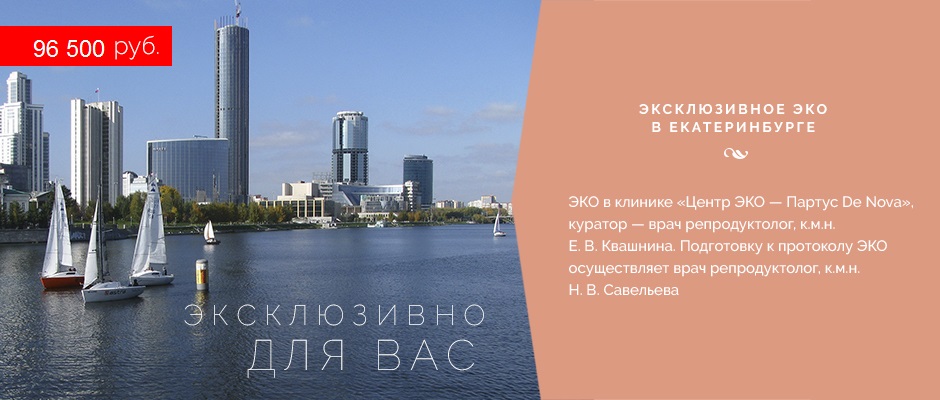 96 500 руб.
ЭКСКЛЮЗИВНО
ДЛЯ ВАС
ЭКСКЛЮЗИВНОЕ ЭКО
В ЕКАТЕРИНБУРГЕ
ЭКО в клинике «Центр ЭКО — Партус De Nova»,
куратор — врач репродуктолог, к.м.н.
Е. В. Квашнина. Подготовку к протоколу ЭКО
осуществляет врач репродуктолог, к.м.н.
Н. В. Савельева